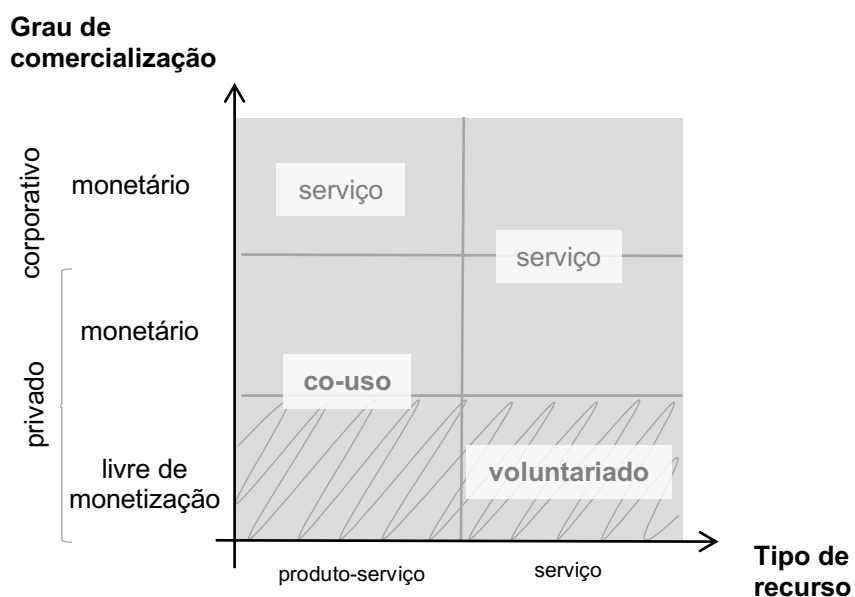 Grau de
comercialização
corporativo
monetário
serviço
serviço
privado
monetário
co-uso
livre de
monetização
voluntariado
produto-serviço
serviço
Tipo de
recurso